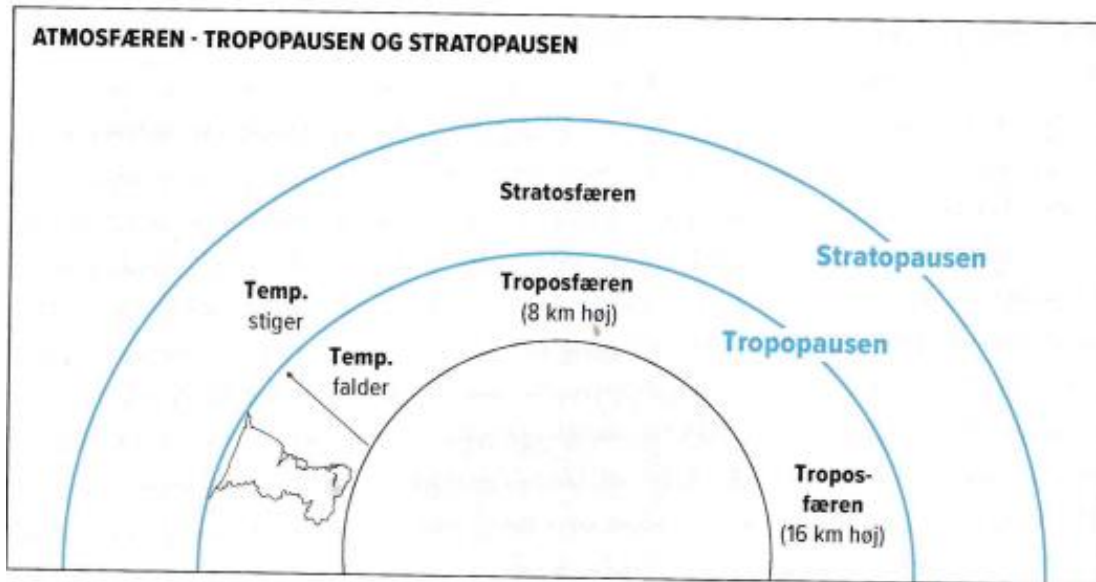 ATMOSFÆREN - TROPOPAUSEN OG STRATOPAUSEN
Stratosfæren
Stratopausen
Troposfæren
(8 km høj)
Temp.
stiger
Tropopausen
Temp.
falder
Tropos-
færen
(16 km høj)